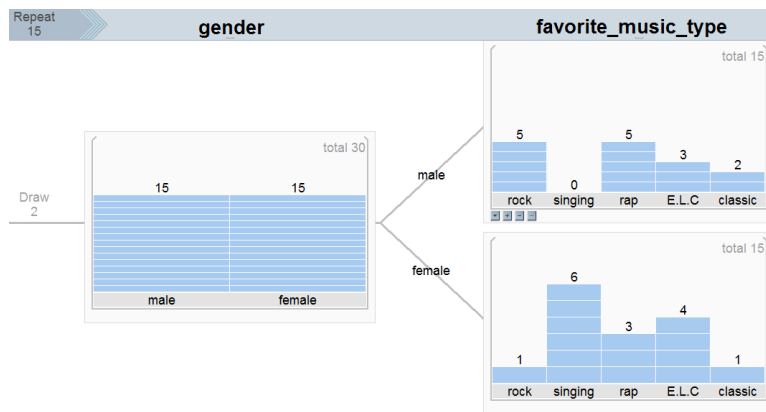 Repeat
15
gender
favorite_music_type
total 15
5
0
5
3
2
rock singing rap E.L.C classic
total 30
15 15
male female
Draw
2
male
female
total 15
1
6
3
4
1
rock singing rap E.L.C classic